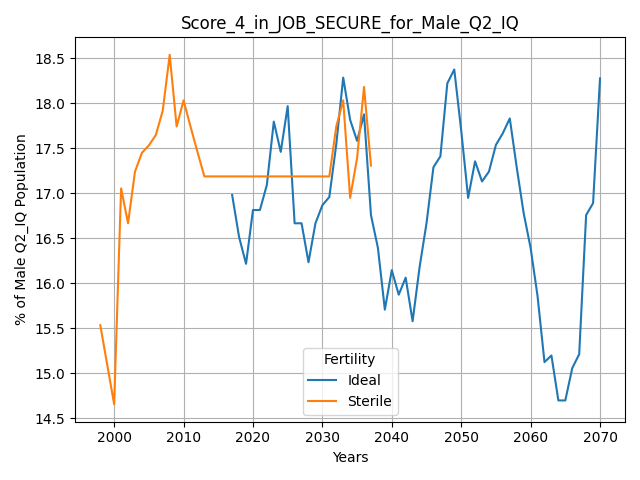 Score_4_in_JOB_SECURE_for_Male_Q2_IQ
% of Male Q2_IQ Population
18.5
18.0
17.5
17.0
16.5
16.0
15.5
15.0
14.5
Fertility
Ideal
Sterile
2000 2010 2020 2030 2040 2050 2060 2070
Years